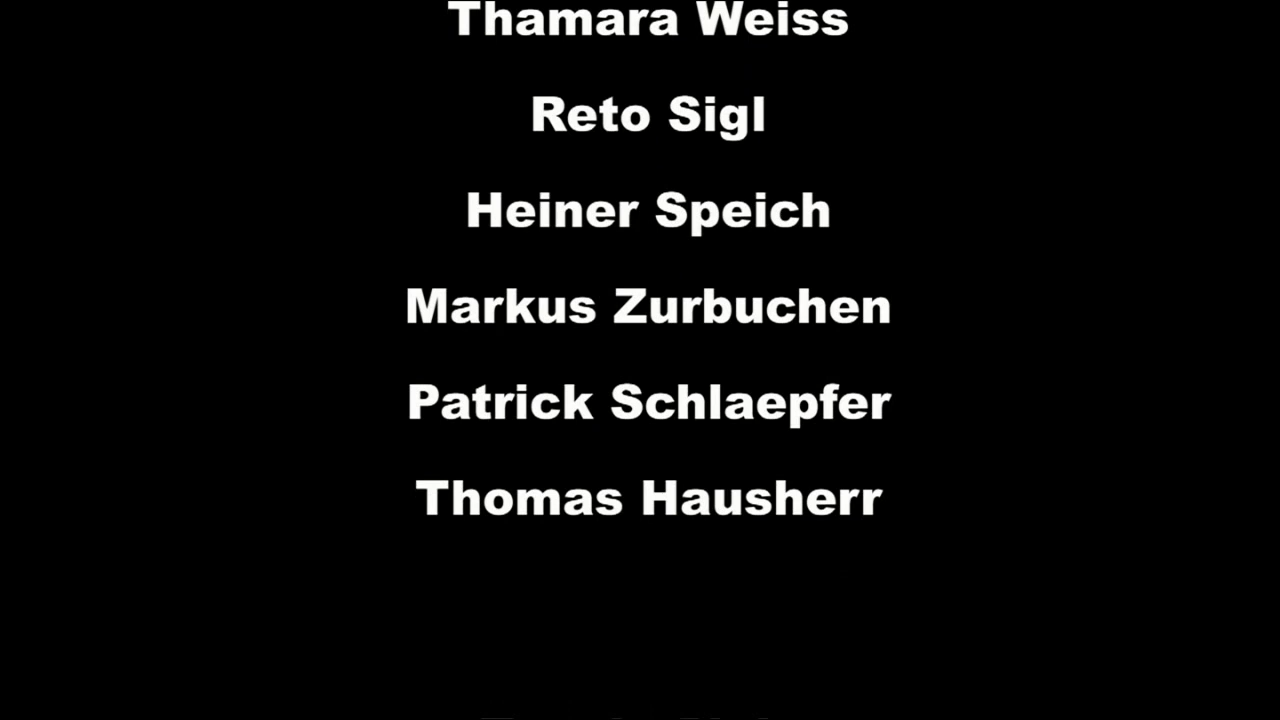 Thamara Weiss
Reto Sigl
Heiner Speich
Markus Zurbuchen
Patrick Schlaepfer
Thomas Hausherr